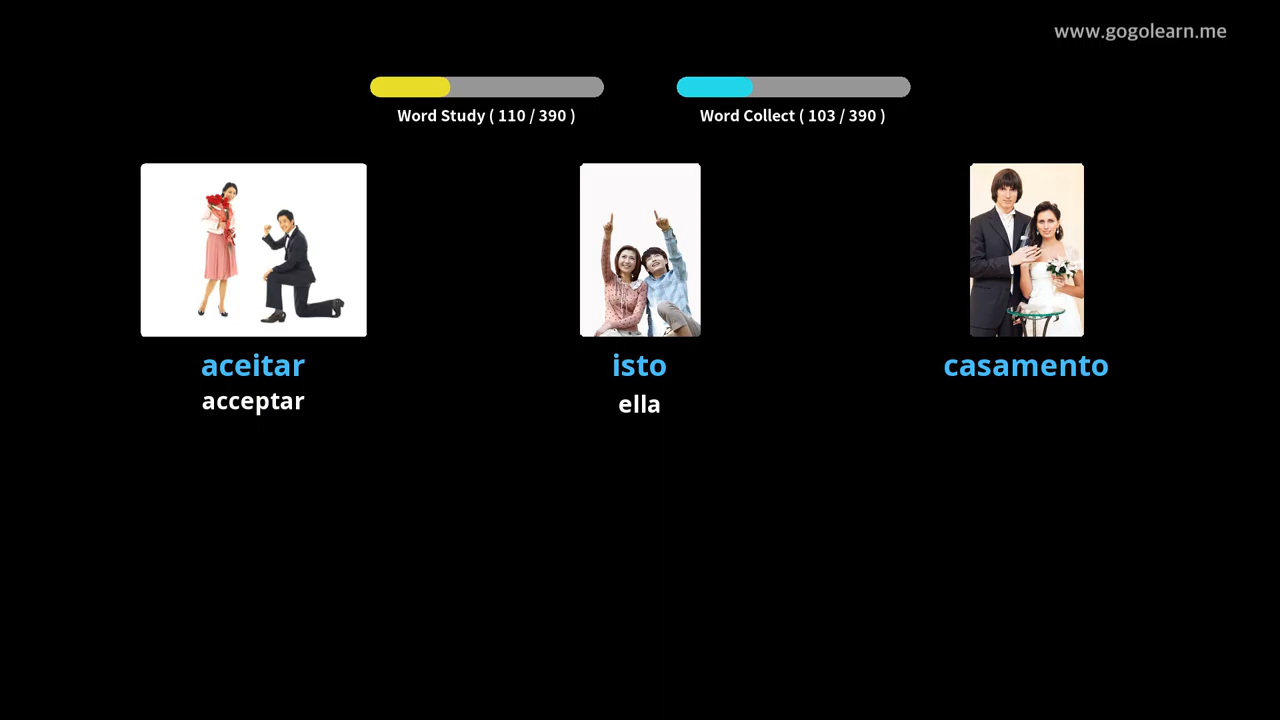 www.gogolearn.me
Word Study ( 110 / 390 )
Word Collect ( 103 / 390 )
aceitar
acceptar
isto
ella
casamento